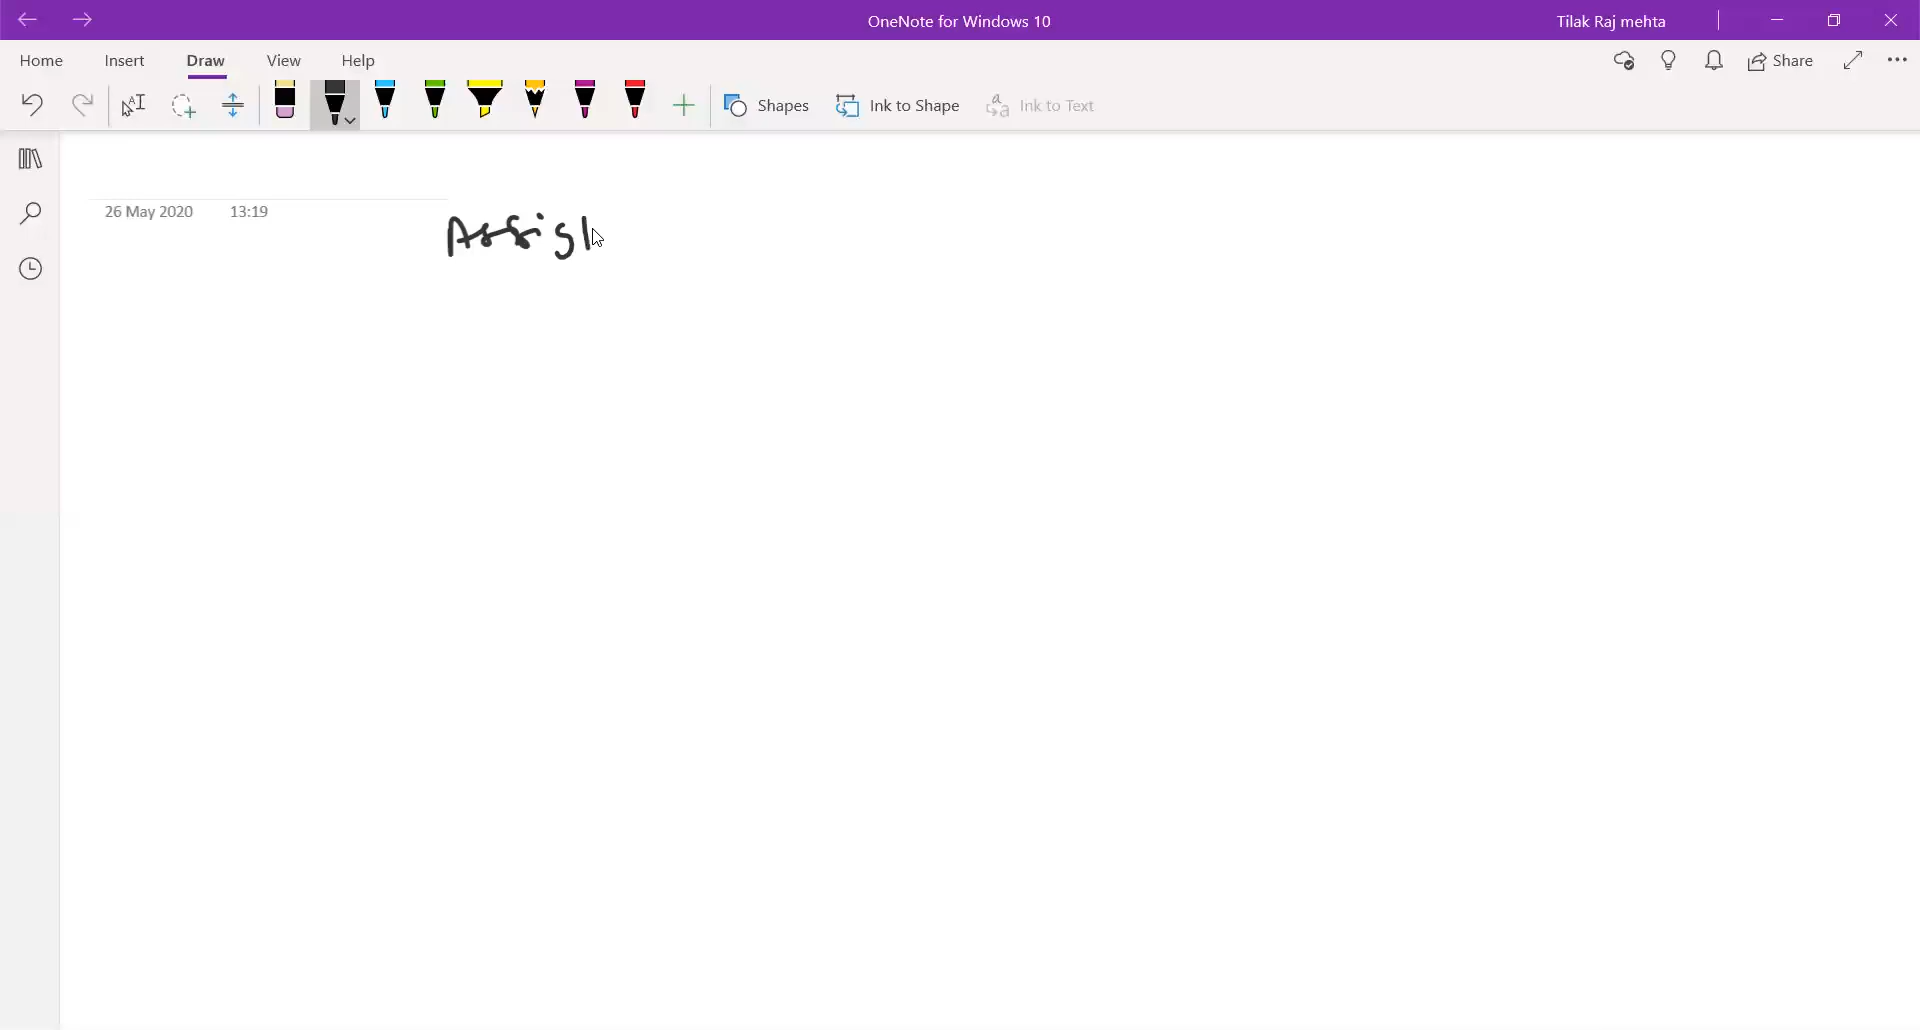 OneNote for Windows 10
Tilak Raj mehta
Home Insert Draw View Help
Share
Shapes Ink to Shape Ink to Text
26 May 2020 13:19